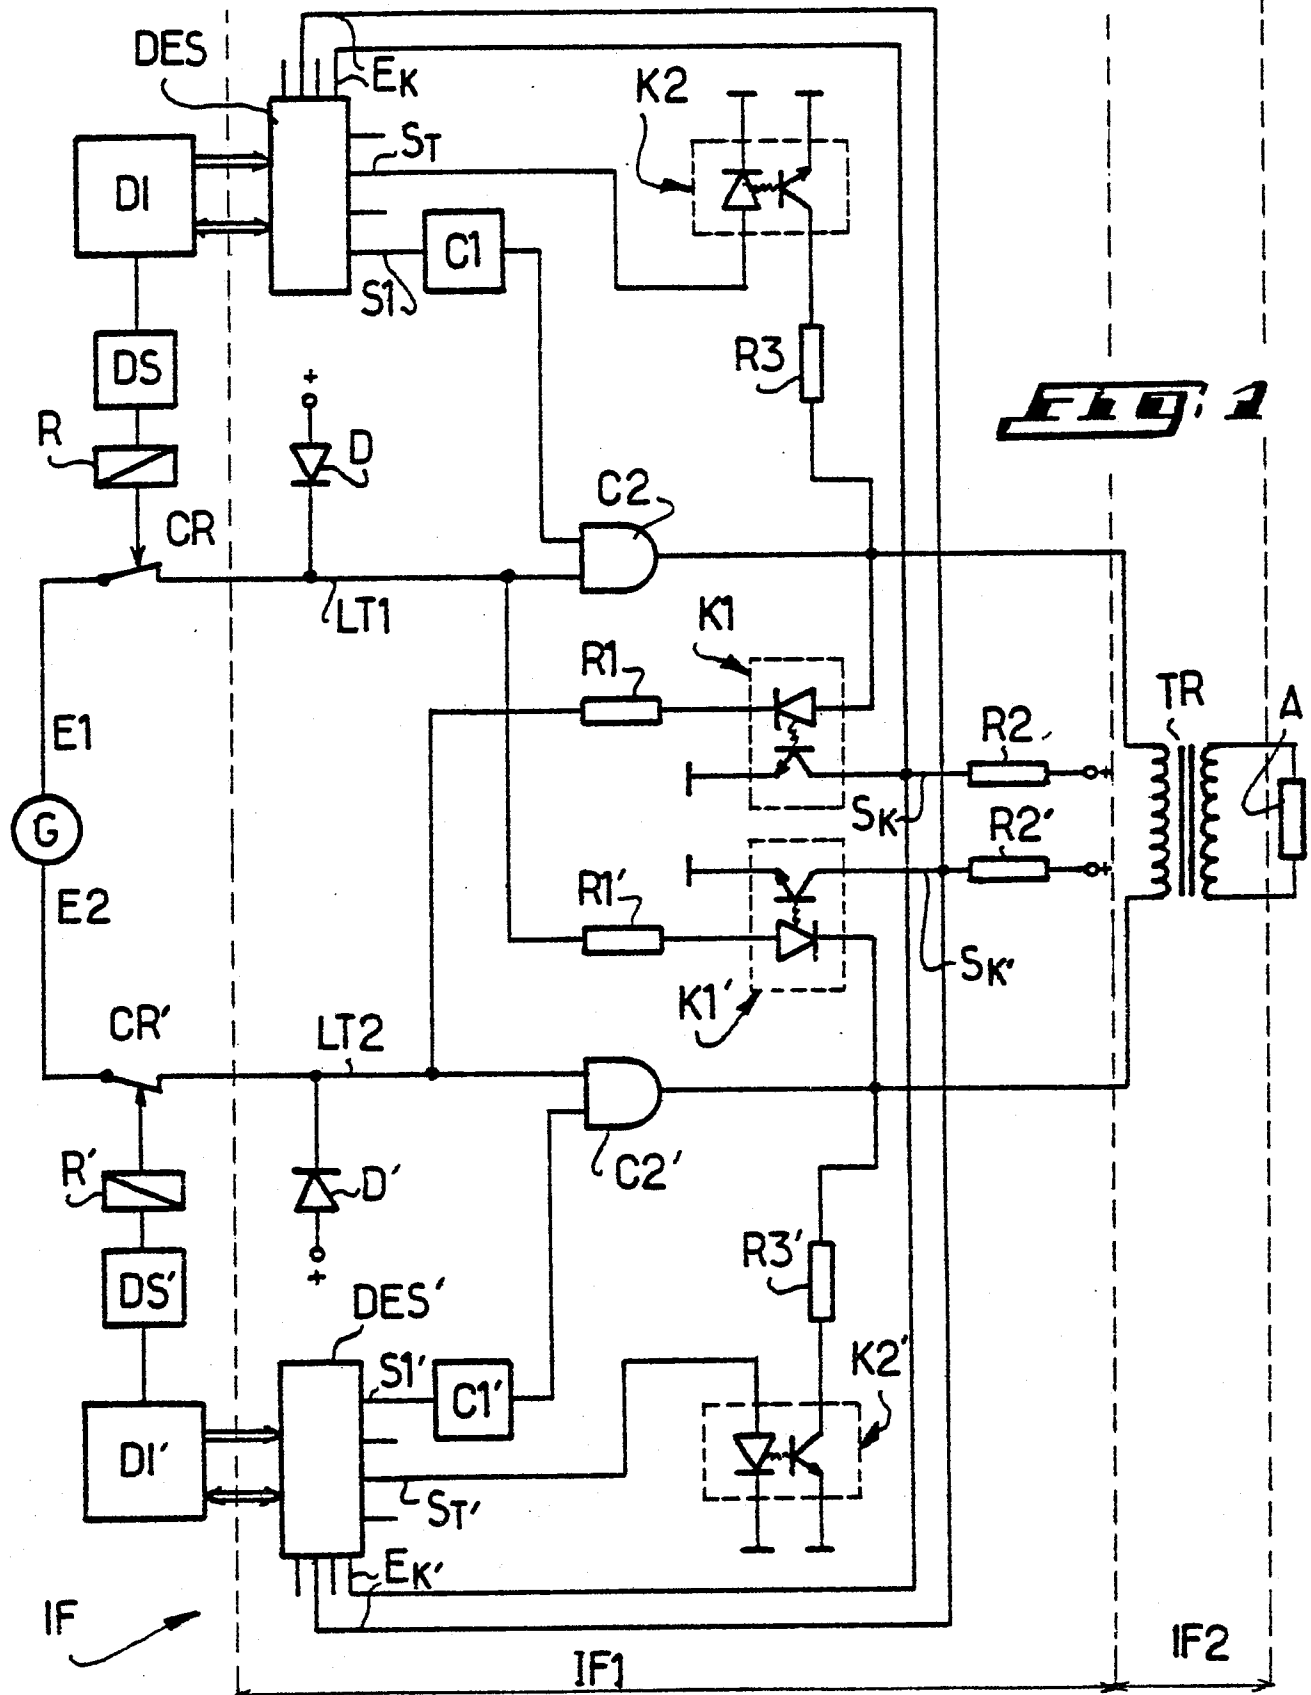 DES
EK
K2
ST
DI
C1
S1
DS
R3
Fig. 1
R
+
D
CR
C2
LT1
K1
R1
TR
E1
R2
A
+
SK
G
R2'
R1'
+
E2
SK'
K1'
CR'
LT2
R'
D'
C2'
+
R3'
DS'
DES'
S1'
K2'
C1'
DI'
ST'
EK'
IF
IF1
IF2